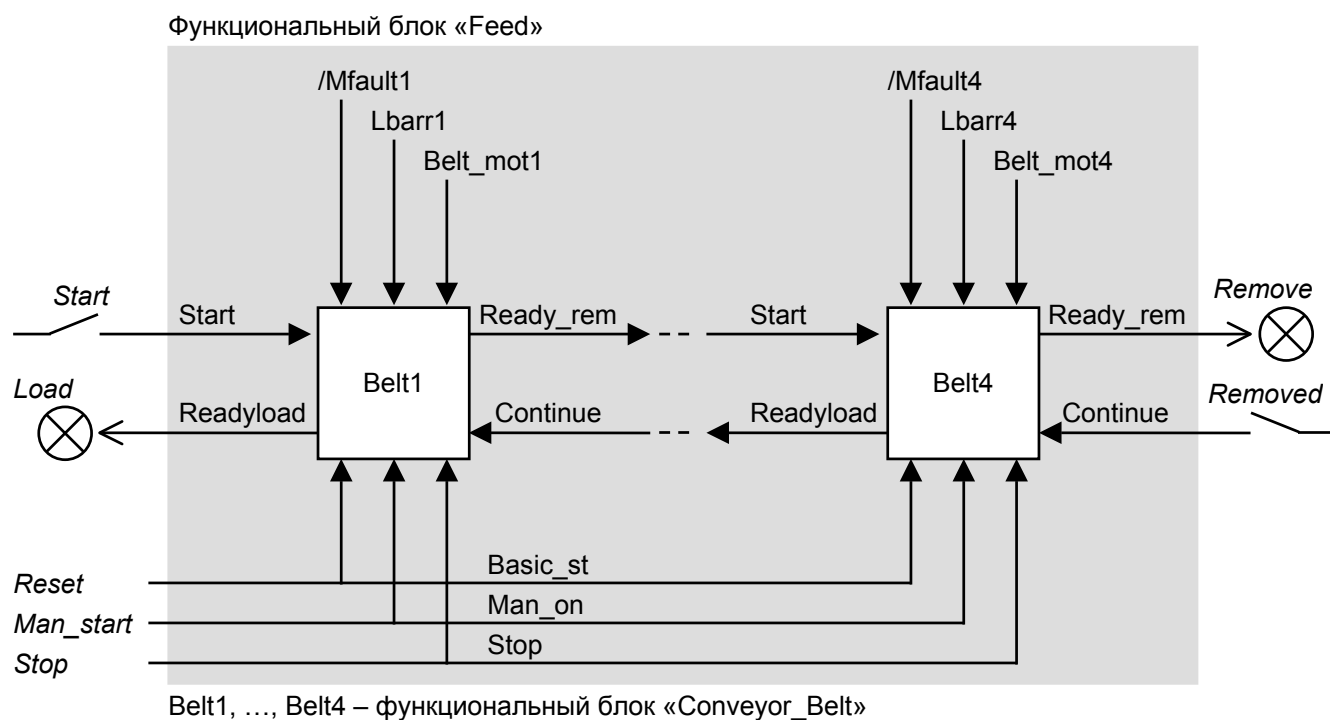 Функциональный блок «Feed»
/Mfault1 /Mfault4
Lbarr1 Lbarr4
Belt_mot1 Belt_mot4
Start Start Ready_rem Start Ready_rem Remove
Belt1 Belt4
Load Readyload Continue Readyload Continue Removed
Reset Basic_st
Man_start Man_on
Stop Stop
Belt1, …, Belt4 – функциональный блок «Conveyor_Belt»